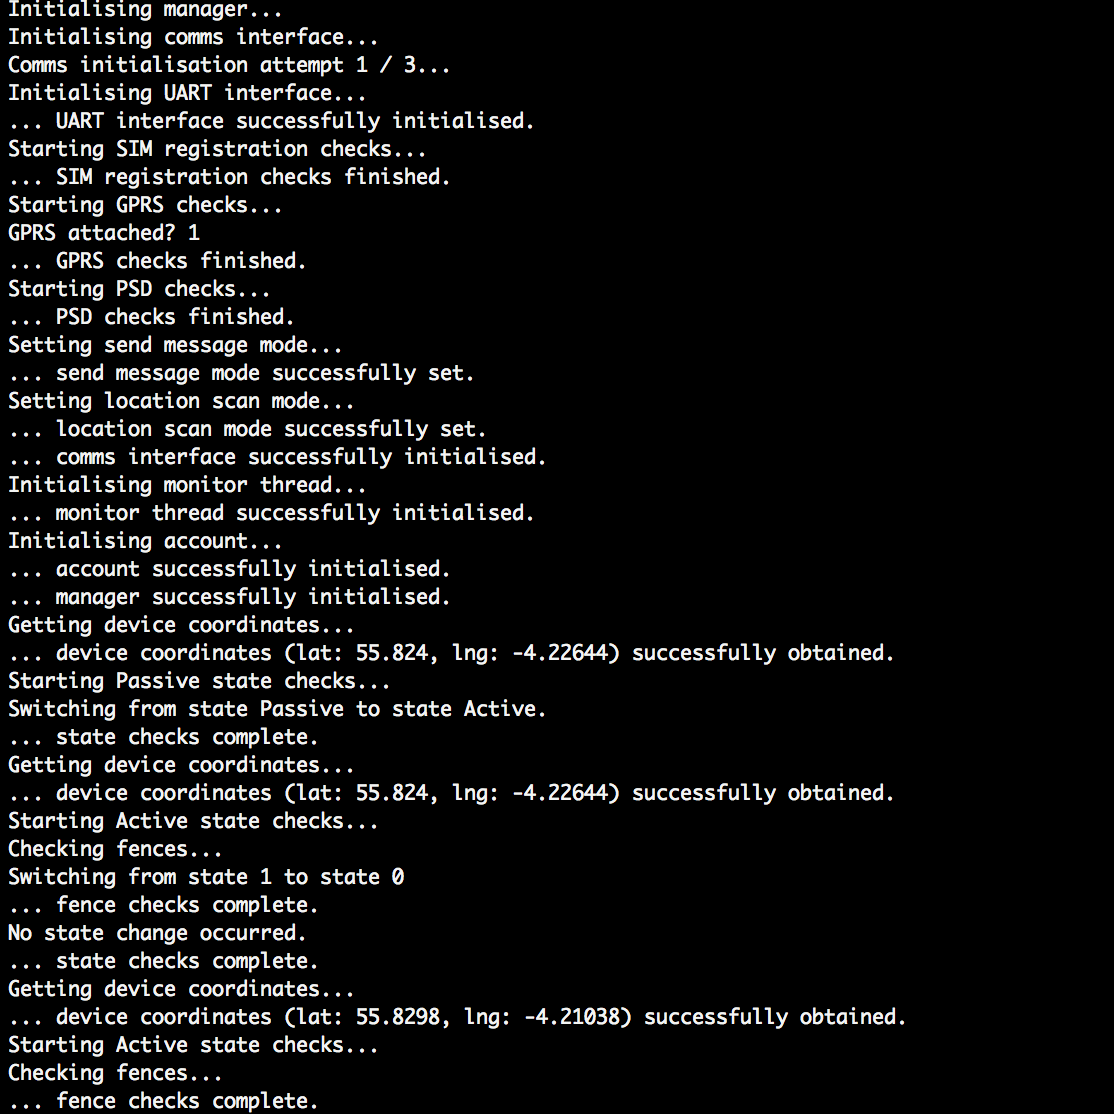 Initialising manager...
Initialising comms interface...
Comms initialisation attempt 1 / 3...
Initialising UART interface...
... UART interface successfully initialised.
Starting SIM registration checks...
... SIM registration checks finished.
Starting GPRS checks...
GPRS attached? 1
... GPRS checks finished.
Starting PSD checks...
... PSD checks finished.
Setting send message mode...
... send message mode successfully set.
Setting location scan mode...
... location scan mode successfully set.
... comms interface successfully initialised.
Initialising monitor thread...
... monitor thread successfully initialised.
Initialising account...
... account successfully initialised.
... manager successfully initialised.
Getting device coordinates...
... device coordinates (lat: 55.824, lng: -4.22644) successfully obtained.
Starting Passive state checks...
Switching from state Passive to state Active.
... state checks complete.
Getting device coordinates...
... device coordinates (lat: 55.824, lng: -4.22644) successfully obtained.
Starting Active state checks...
Checking fences...
Switching from state 1 to state 0
... fence checks complete.
No state change occurred.
... state checks complete.
Getting device coordinates...
... device coordinates (lat: 55.8298, lng: -4.21038) successfully obtained.
Starting Active state checks...
Checking fences...
... fence checks complete.